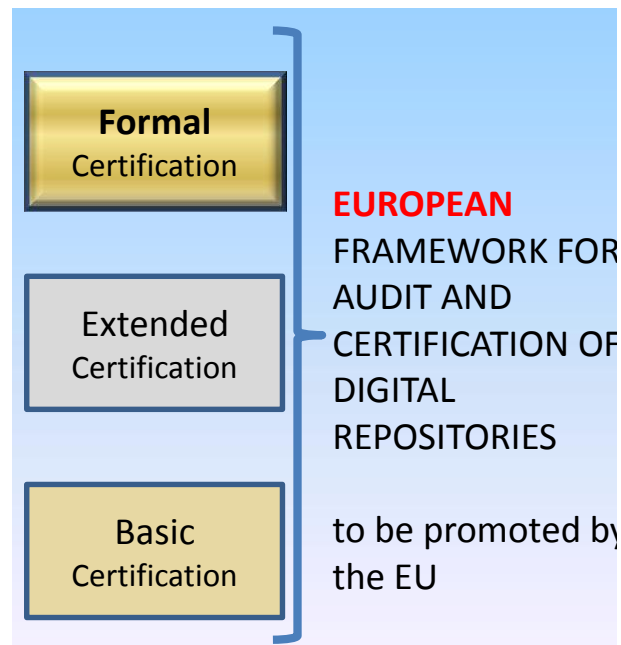 Formal
Certification
Extended
Certification
Basic
Certification
EUROPEAN
FRAMEWORK FOR
AUDIT AND
CERTIFICATION OF
DIGITAL
REPOSITORIES
to be promoted by
the EU